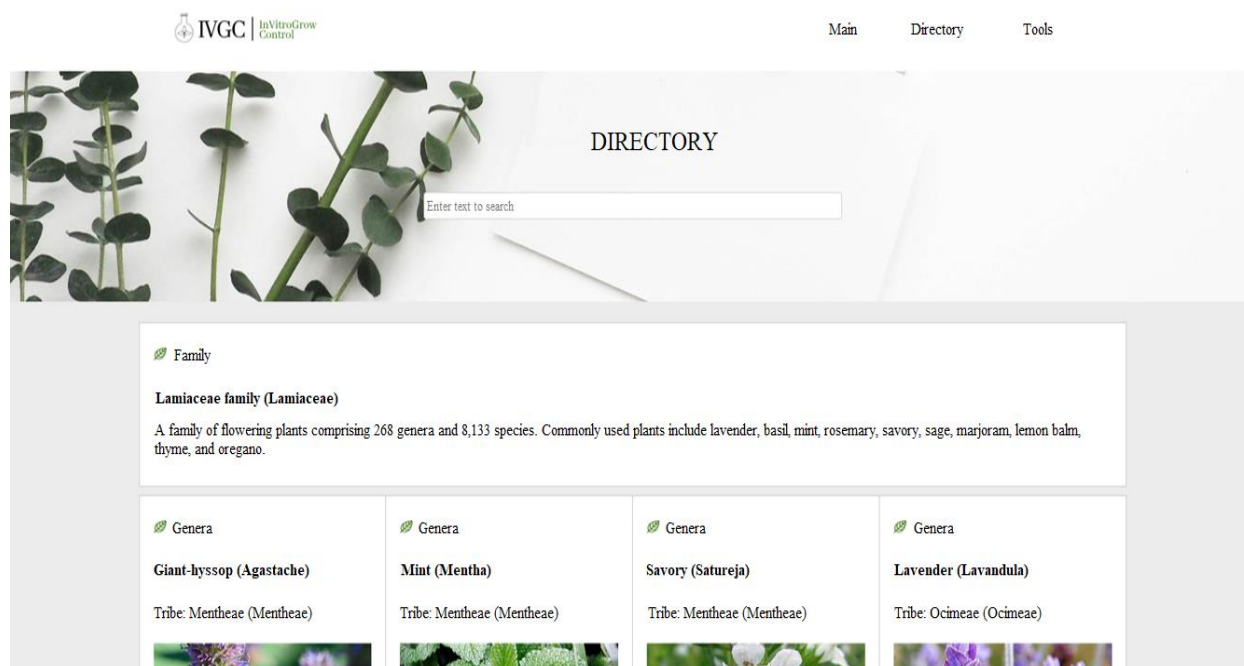 IVGC | InVitroGrow Control
Main
Directory
Tools
DIRECTORY
Enter text to search
Family
Lamiaceae family (Lamiaceae)
A family of flowering plants comprising 268 genera and 8,133 species. Commonly used plants include lavender, basil, mint, rosemary, savory, sage, marjoram, lemon balm,
thyme, and oregano.
Genera
Giant-hyssop (Agastache)
Tribe: Mentheae (Mentheae)
Genera
Mint (Mentha)
Tribe: Mentheae (Mentheae)
Genera
Savory (Satureja)
Tribe: Mentheae (Mentheae)
Genera
Lavender (Lavandula)
Tribe: Ocimeae (Ocimeae)